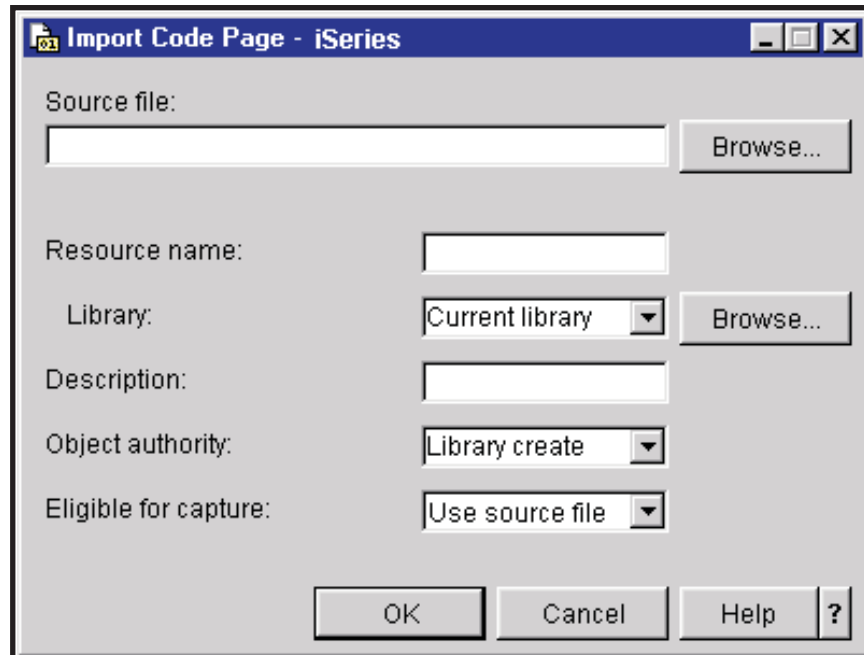 Import Code Page - iSeries
Source file:
Browse...
Resource name:
Library:
Current library
Browse...
Description:
Object authority:
Library create
Eligible for capture:
Use source file
OK
Cancel
Help
?